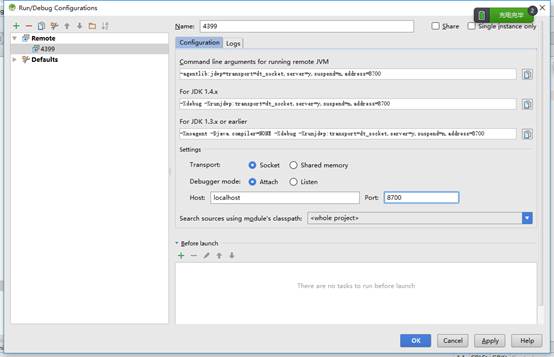 Run/Debug Configurations
Name: 4399
Share
Single instance only
充电完毕
2
Remote
4399
Defaults
Configuration
Logs
Command line arguments for running remote JVM
-agentlib:jdwp=transport=dt_socket,server=y,suspend=n,address=8700
For JDK 1.4.x
-Xdebug -Xrunjdwp:transport=dt_socket,server=y,suspend=n,address=8700
For JDK 1.3.x or earlier
-Xnoagent -Djava.compiler=NONE -Xdebug -Xrunjdwp:transport=dt_socket,server=y,suspend=n,address=8700
Settings
Transport: Socket Shared memory
Debugger mode: Attach Listen
Host: localhost Port: 8700
Search sources using module's classpath: <whole project>
Before launch
There are no tasks to run before launch
OK Cancel Apply Help